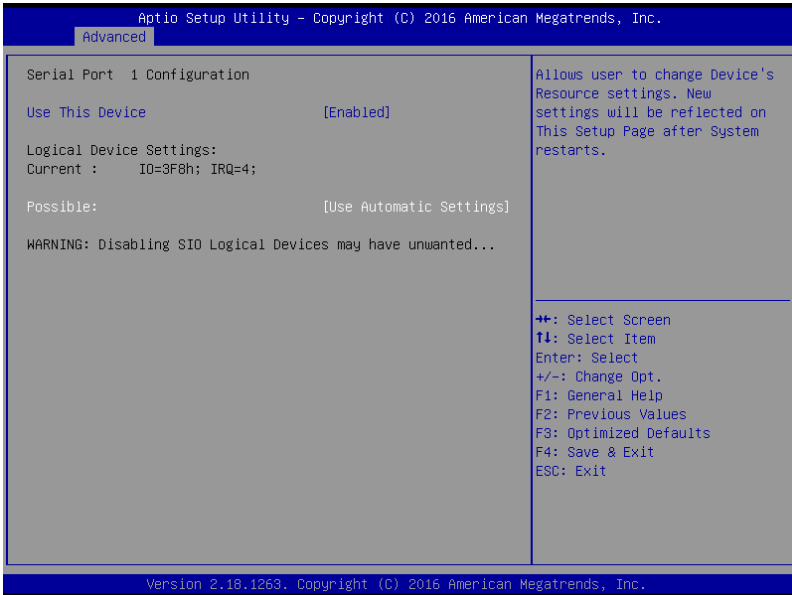 Aptio Setup Utility – Copyright (C) 2016 American Megatrends, Inc.
Advanced
Serial Port 1 Configuration
Use This Device [Enabled]
Logical Device Settings:
Current : IO=3F8h; IRQ=4;
Possible: [Use Automatic Settings]
WARNING: Disabling SIO Logical Devices may have unwanted...
Allows user to change Device's
Resource settings. New
settings will be reflected on
This Setup Page after System
restarts.
→←: Select Screen
↑↓: Select Item
Enter: Select
+/-: Change Opt.
F1: General Help
F2: Previous Values
F3: Optimized Defaults
F4: Save & Exit
ESC: Exit
Version 2.18.1263. Copyright (C) 2016 American Megatrends, Inc.